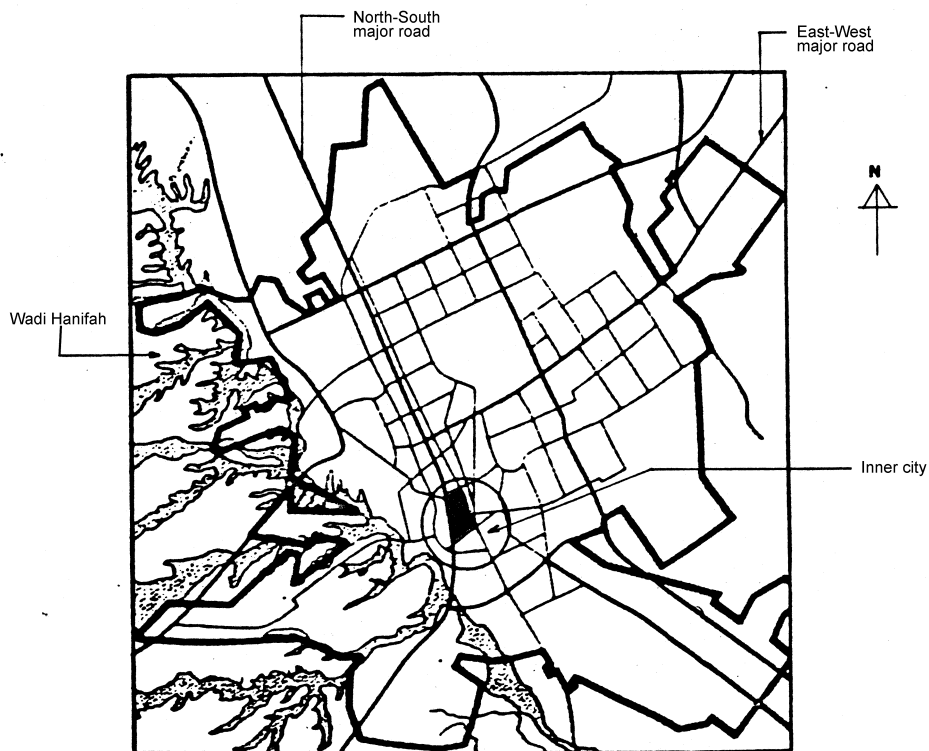 North-South
major road
East-West
major road
N
Wadi Hanifah
Inner city